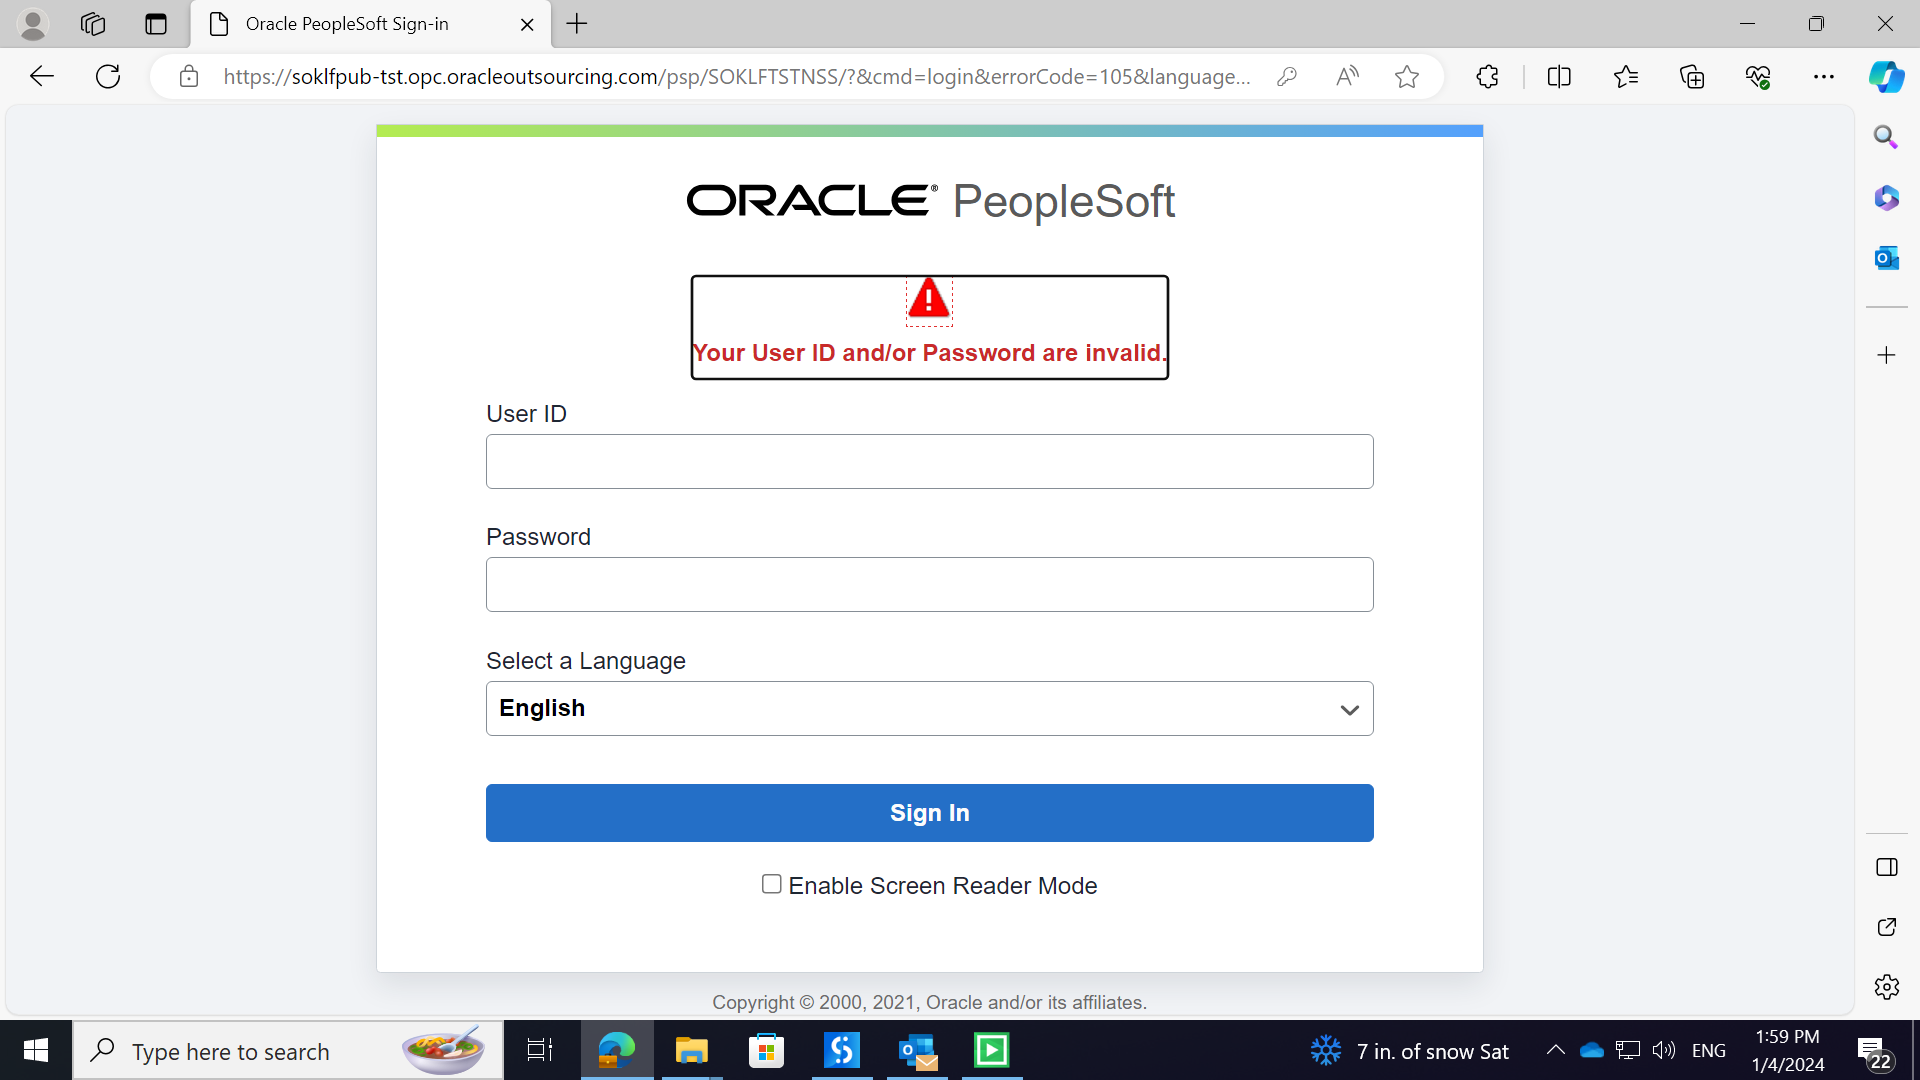 Oracle PeopleSoft Sign-in
https://soklfpub-tst.opc.oracleoutsourcing.com/psp/SOKLFTSTNSS/?&cmd=login&errorCode=105&language...
ORACLE® PeopleSoft
Your User ID and/or Password are invalid.
User ID
Password
Select a Language
English
Sign In
Enable Screen Reader Mode
Copyright © 2000, 2021, Oracle and/or its affiliates.
Type here to search
7 in. of snow Sat
ENG
1:59 PM
1/4/2024
22